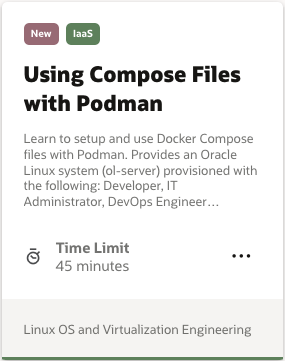 New IaaS
Using Compose Files
with Podman
Learn to setup and use Docker Compose
files with Podman. Provides an Oracle
Linux system (ol-server) provisioned with
the following: Developer, IT
Administrator, DevOps Engineer…
Time Limit
45 minutes
Linux OS and Virtualization Engineering